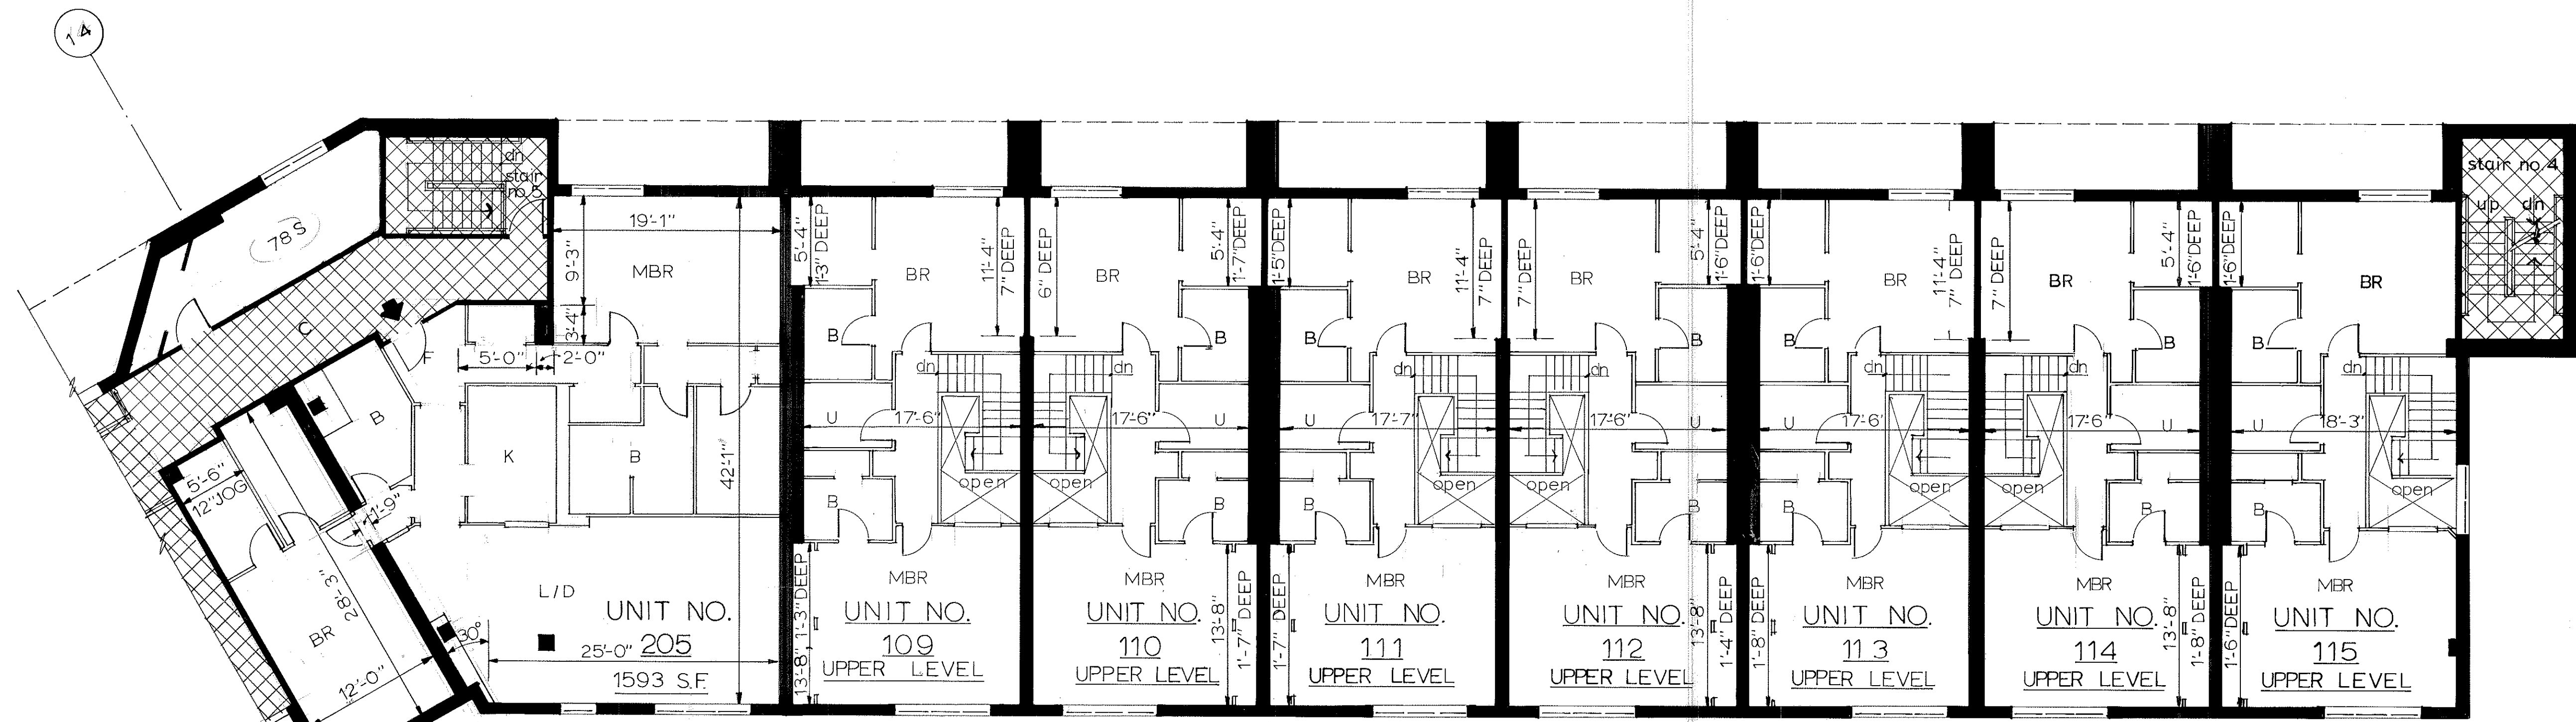 14
78 S
C
dn
stair
no. 5
19'-1"
9'-3"
MBR
3'-4"
F
5'-0"
2'-0"
B
K
B
42'-1"
5'-6"
12" JOG
1'-9"
28'-3"
BR
12'-0"
L/D
30°
25'-0"
UNIT NO.
205
1593 S.F.
5'-4"
1'-3" DEEP
BR
11'-4"
7" DEEP
B
dn
U
17'-6"
open
B
13'-8", 1'-3" DEEP
MBR
UNIT NO.
109
UPPER LEVEL
6" DEEP
BR
5'-4"
1'-7" DEEP
B
dn
17'-6"
U
open
B
MBR
13'-8"
1'-7" DEEP
UNIT NO.
110
UPPER LEVEL
1'-5" DEEP
BR
11'-4"
7" DEEP
B
dn
U
17'-7"
open
B
1'-7" DEEP
MBR
UNIT NO.
111
UPPER LEVEL
7" DEEP
BR
5'-4"
1'-6" DEEP
B
dn
17'-6"
U
open
B
MBR
13'-8"
1'-4" DEEP
UNIT NO.
112
UPPER LEVEL
1'-6" DEEP
BR
11'-4"
7" DEEP
B
dn
U
17'-6'
open
B
1'-8" DEEP
MBR
UNIT NO.
113
UPPER LEVEL
7" DEEP
BR
5'-4"
1'-6" DEEP
B
dn
17'-6"
U
open
B
MBR
13'-8"
1'-8" DEEP
UNIT NO.
114
UPPER LEVEL
1'-6" DEEP
BR
B
dn
U
18'-3"
open
B
1'-6" DEEP
MBR
UNIT NO.
115
UPPER LEVEL
stair no. 4
up
dn